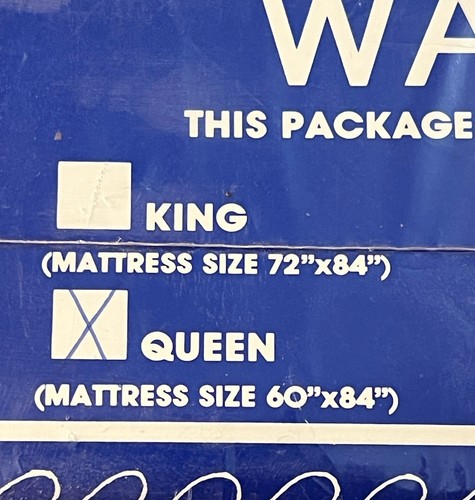 WA
THIS PACKAGE
KING
(MATTRESS SIZE 72”x84”)
X QUEEN
(MATTRESS SIZE 60”x84”)